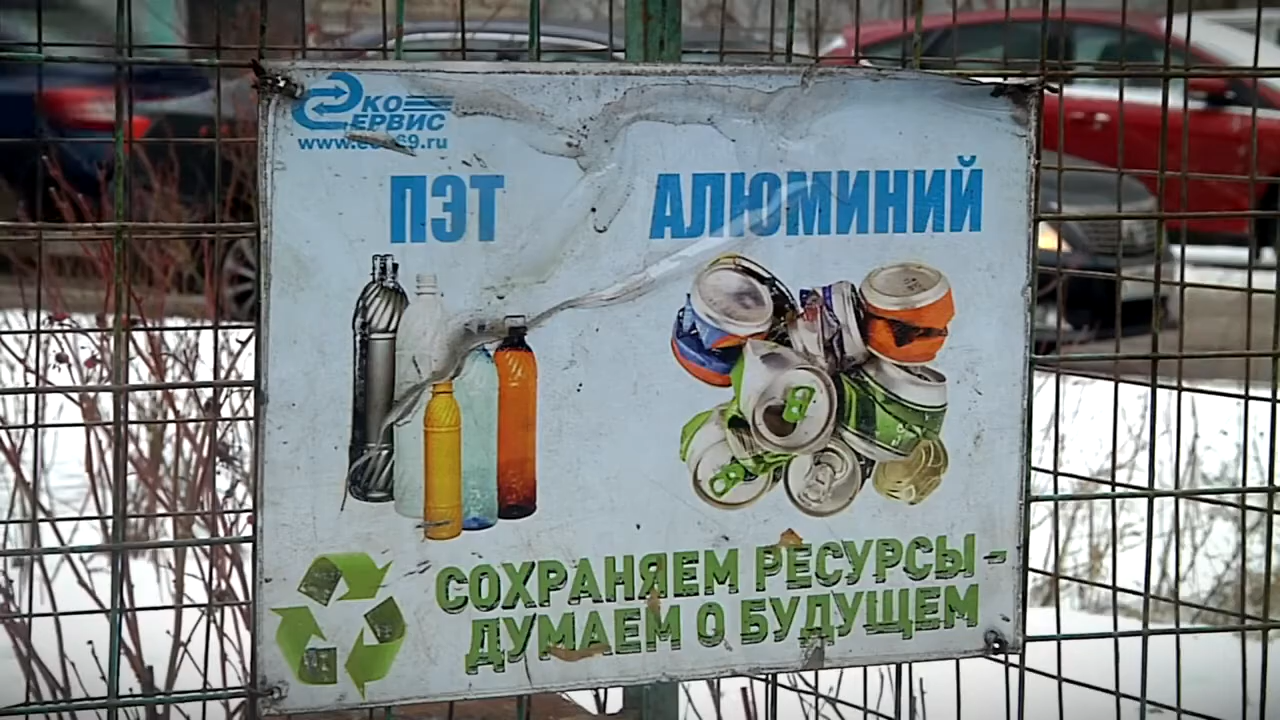 ЭКО
СЕРВИС
ПЭТ
АЛЮМИНИЙ
СОХРАНЯЕМ РЕСУРСЫ -
ДУМАЕМ О БУДУЩЕМ